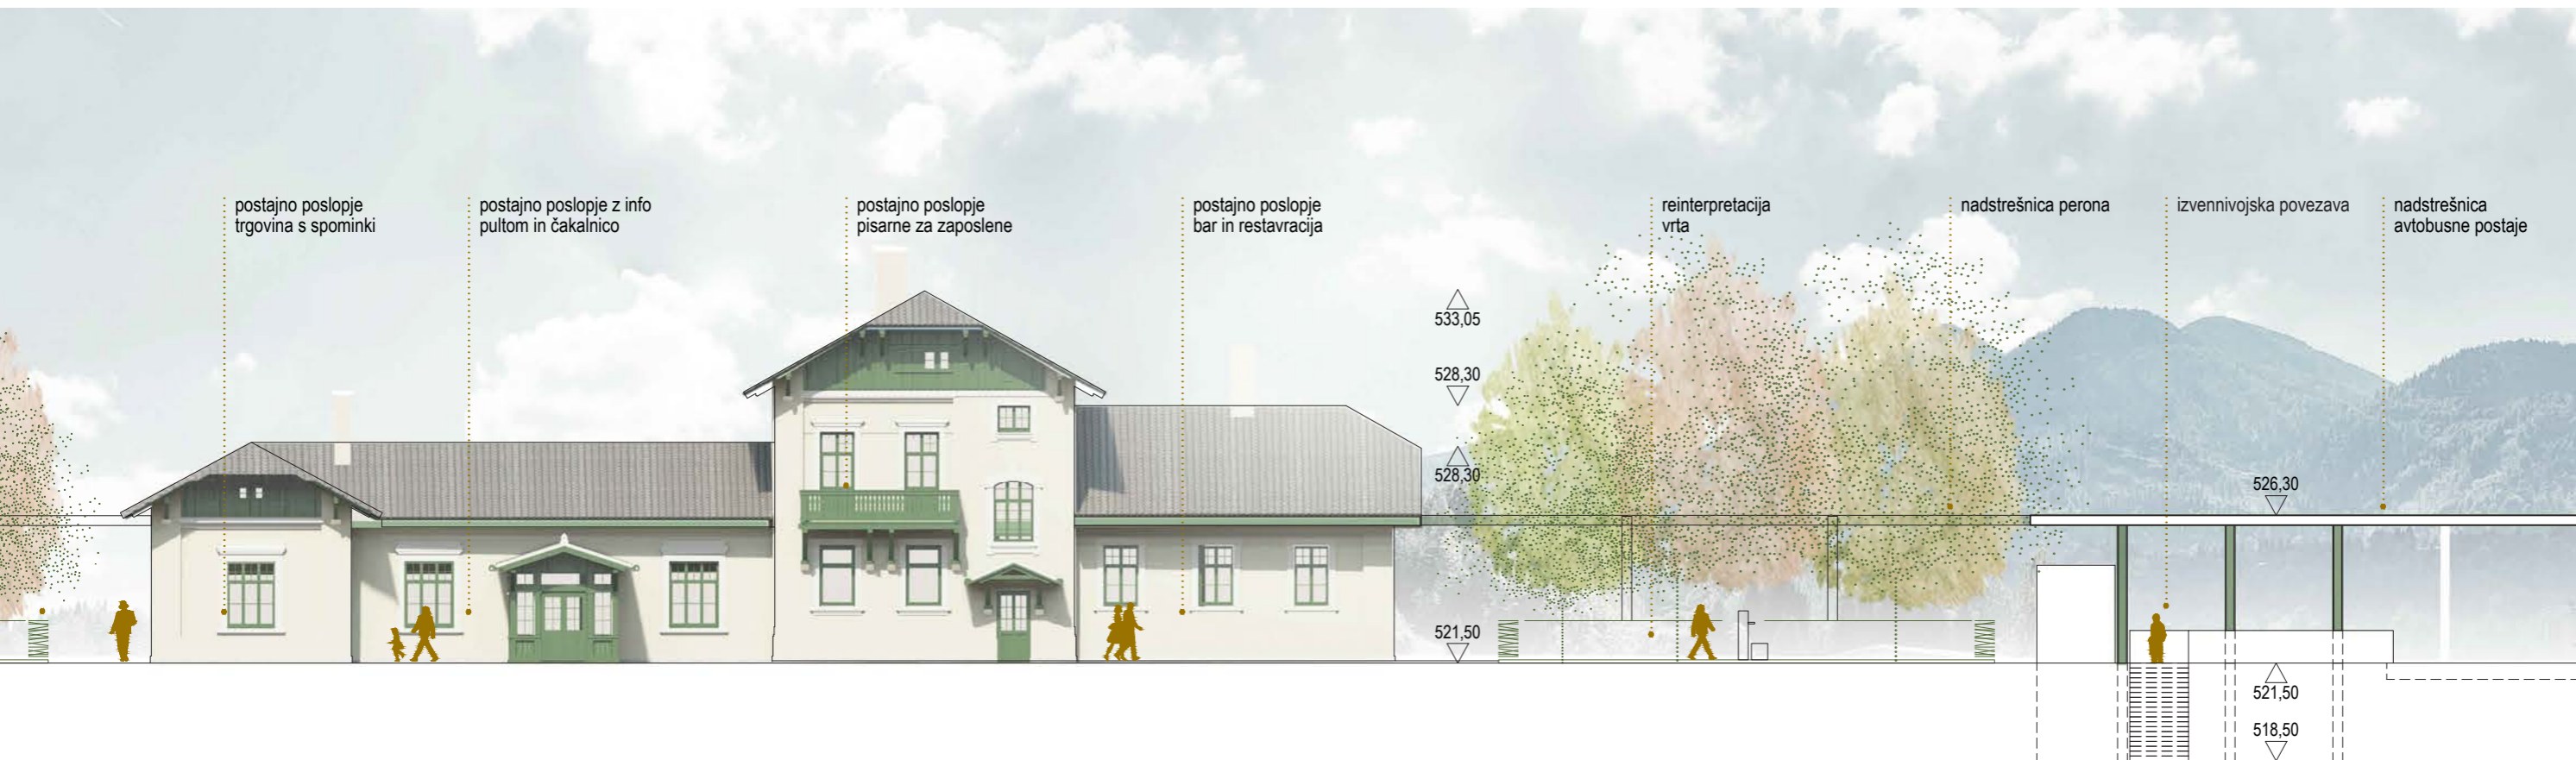 postajno poslopje
trgovina s spominki
postajno poslopje z info
pultom in čakalnico
postajno poslopje
pisarne za zaposlene
postajno poslopje
bar in restavracija
reinterpretacija
vrta
nadstrešnica perona
izvennivojska povezava
nadstrešnica
avtobusne postaje
533,05
528,30
528,30
521,50
526,30
521,50
518,50